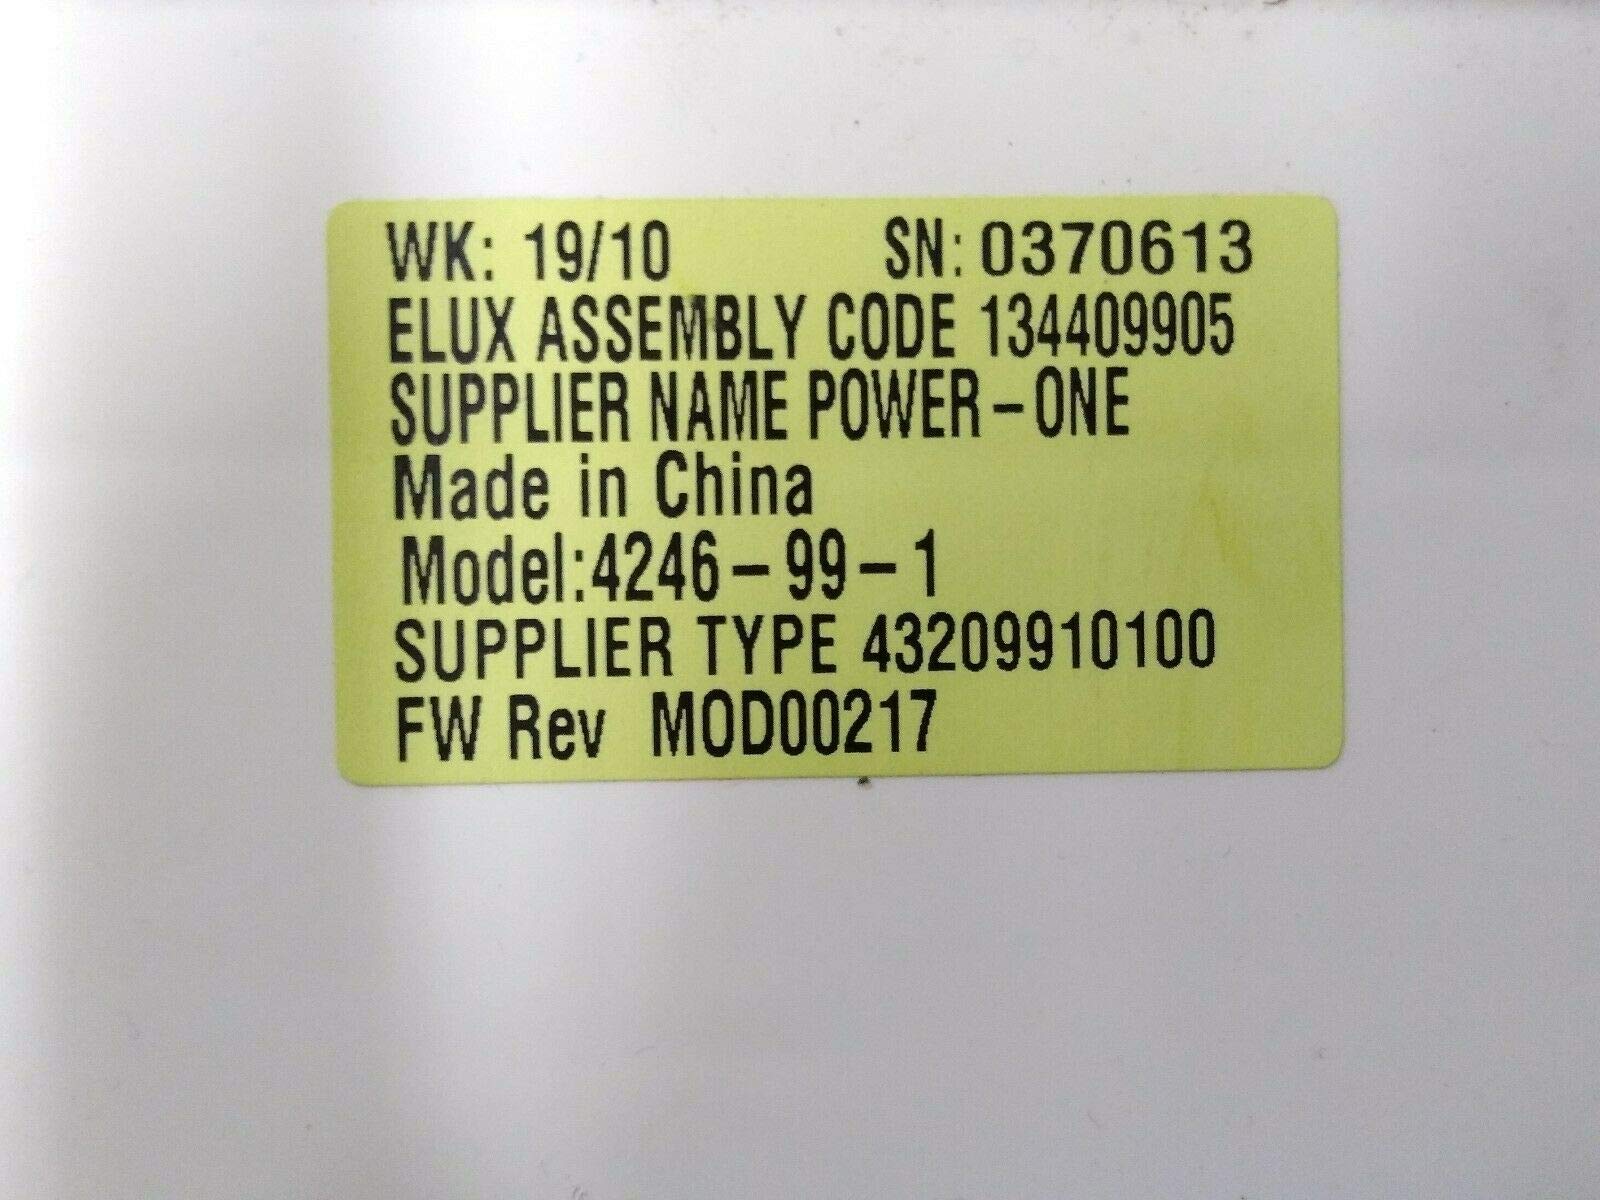 WK: 19/10 SN: 0370613
ELUX ASSEMBLY CODE 134409905
SUPPLIER NAME POWER-ONE
Made in China
Model:4246-99-1
SUPPLIER TYPE 43209910100
FW Rev MOD00217